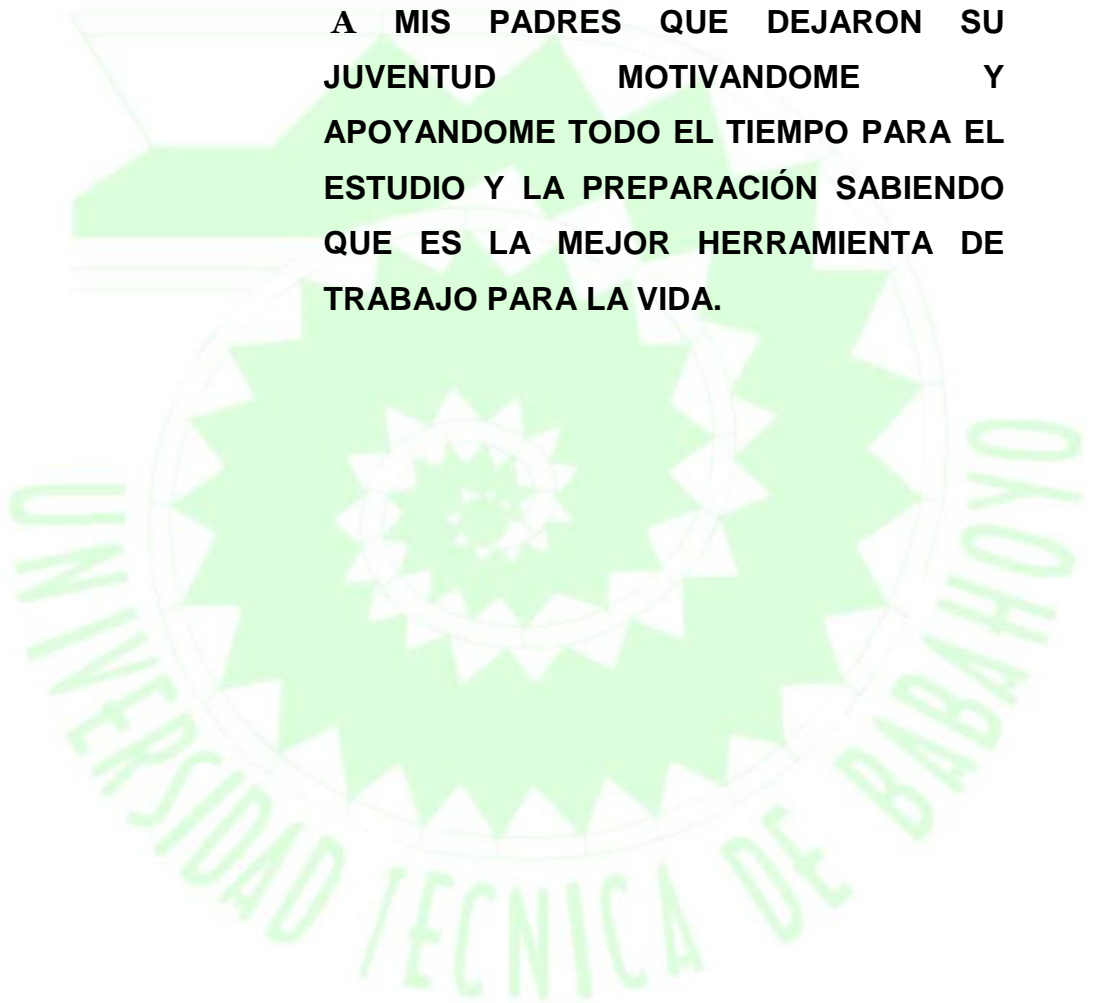 A MIS PADRES QUE DEJARON SU
JUVENTUD MOTIVANDOME Y
APOYANDOME TODO EL TIEMPO PARA EL
ESTUDIO Y LA PREPARACIÓN SABIENDO
QUE ES LA MEJOR HERRAMIENTA DE
TRABAJO PARA LA VIDA.
UNIVERSIDAD TECNICA DE BABAHOYO